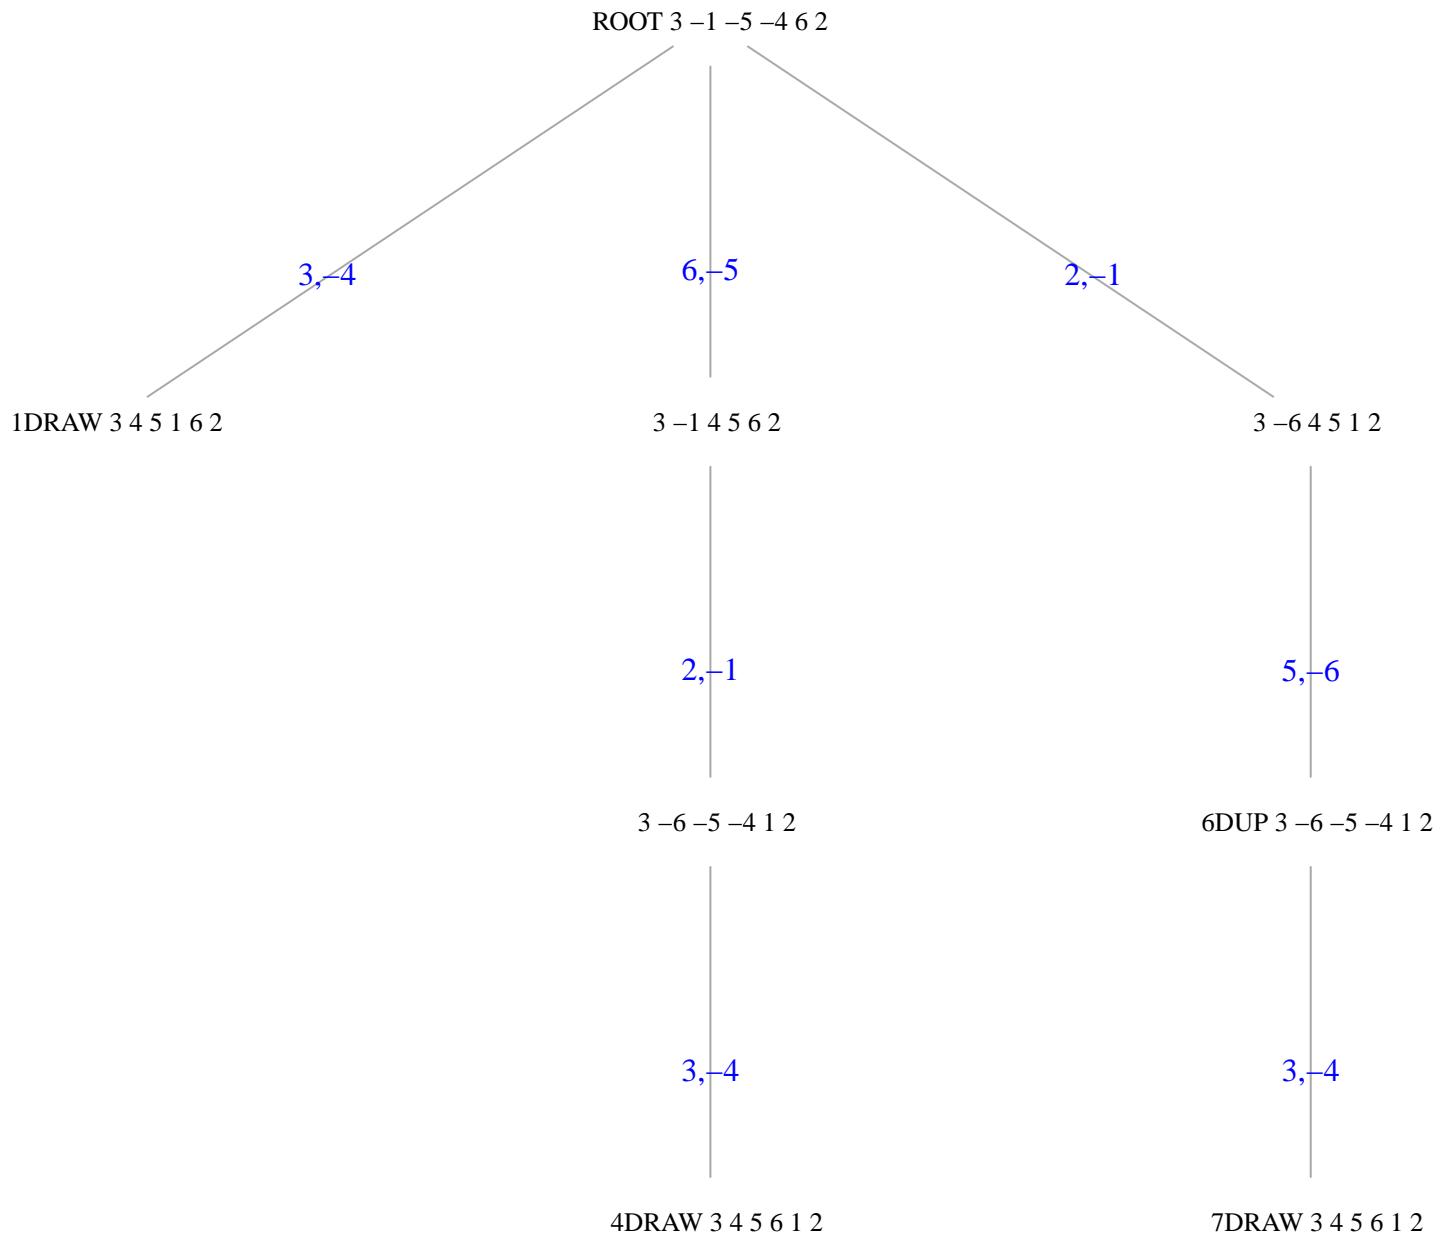 ROOT 3 –1 –5 –4 6 2
3,–4
6,–5
2,–1
1DRAW 3 4 5 1 6 2
3 –1 4 5 6 2
3 –6 4 5 1 2
2,–1
5,–6
3 –6 –5 –4 1 2
6DUP 3 –6 –5 –4 1 2
3,–4
3,–4
4DRAW 3 4 5 6 1 2
7DRAW 3 4 5 6 1 2